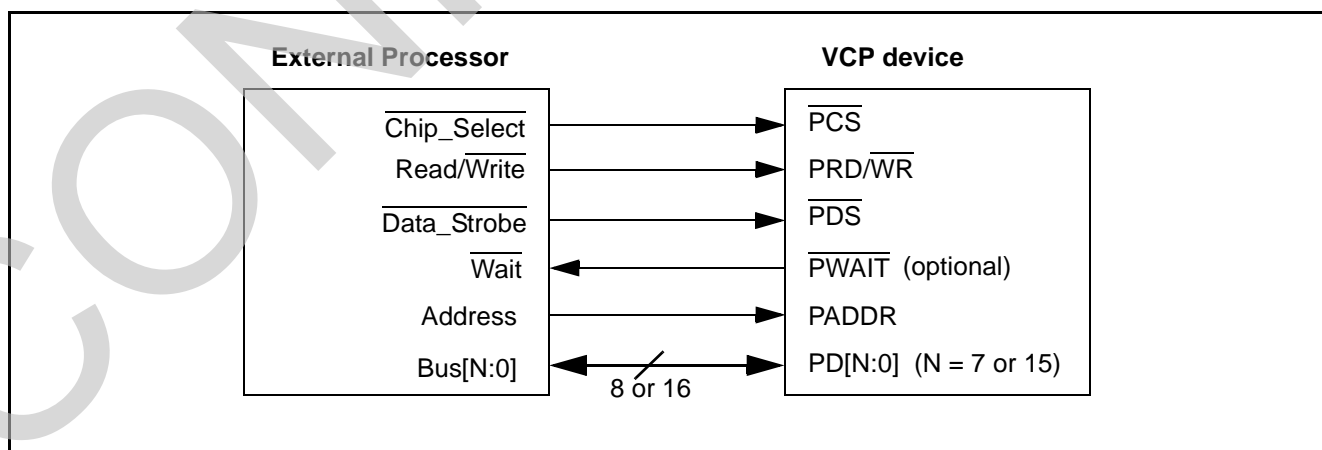 External Processor VCP device
Chip_Select PCS
Read/Write PRD/WR
Data_Strobe PDS
Wait PWAIT (optional)
Address PADDR
Bus[N:0] PD[N:0] (N = 7 or 15)
8 or 16
CON